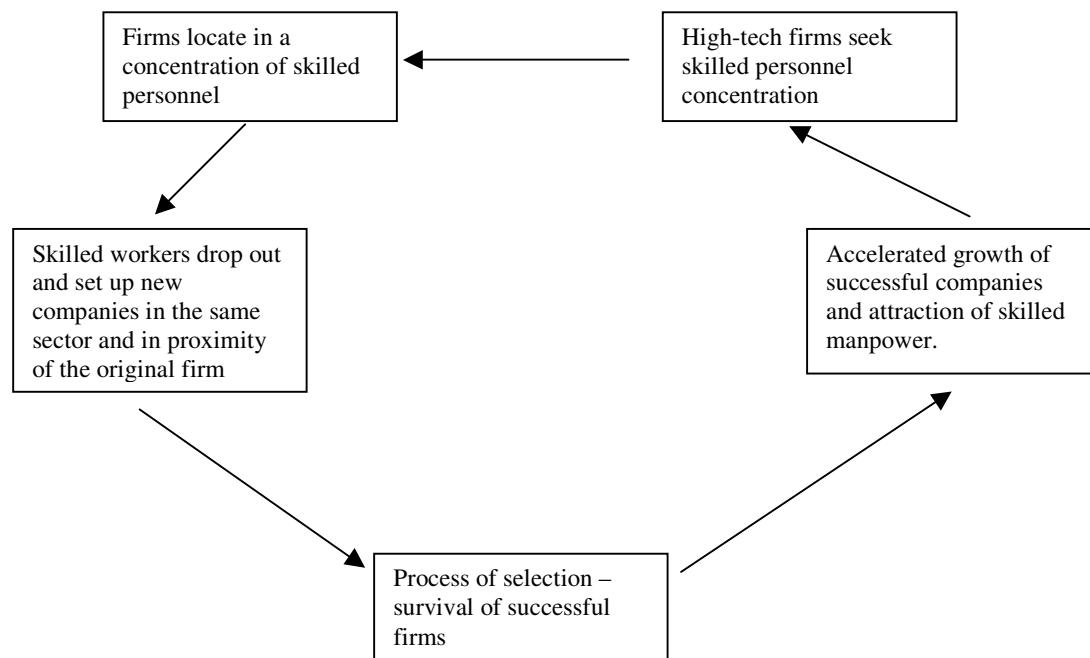 Firms locate in a
concentration of skilled
personnel
High-tech firms seek
skilled personnel
concentration
Skilled workers drop out
and set up new
companies in the same
sector and in proximity
of the original firm
Accelerated growth of
successful companies
and attraction of skilled
manpower.
Process of selection –
survival of successful
firms